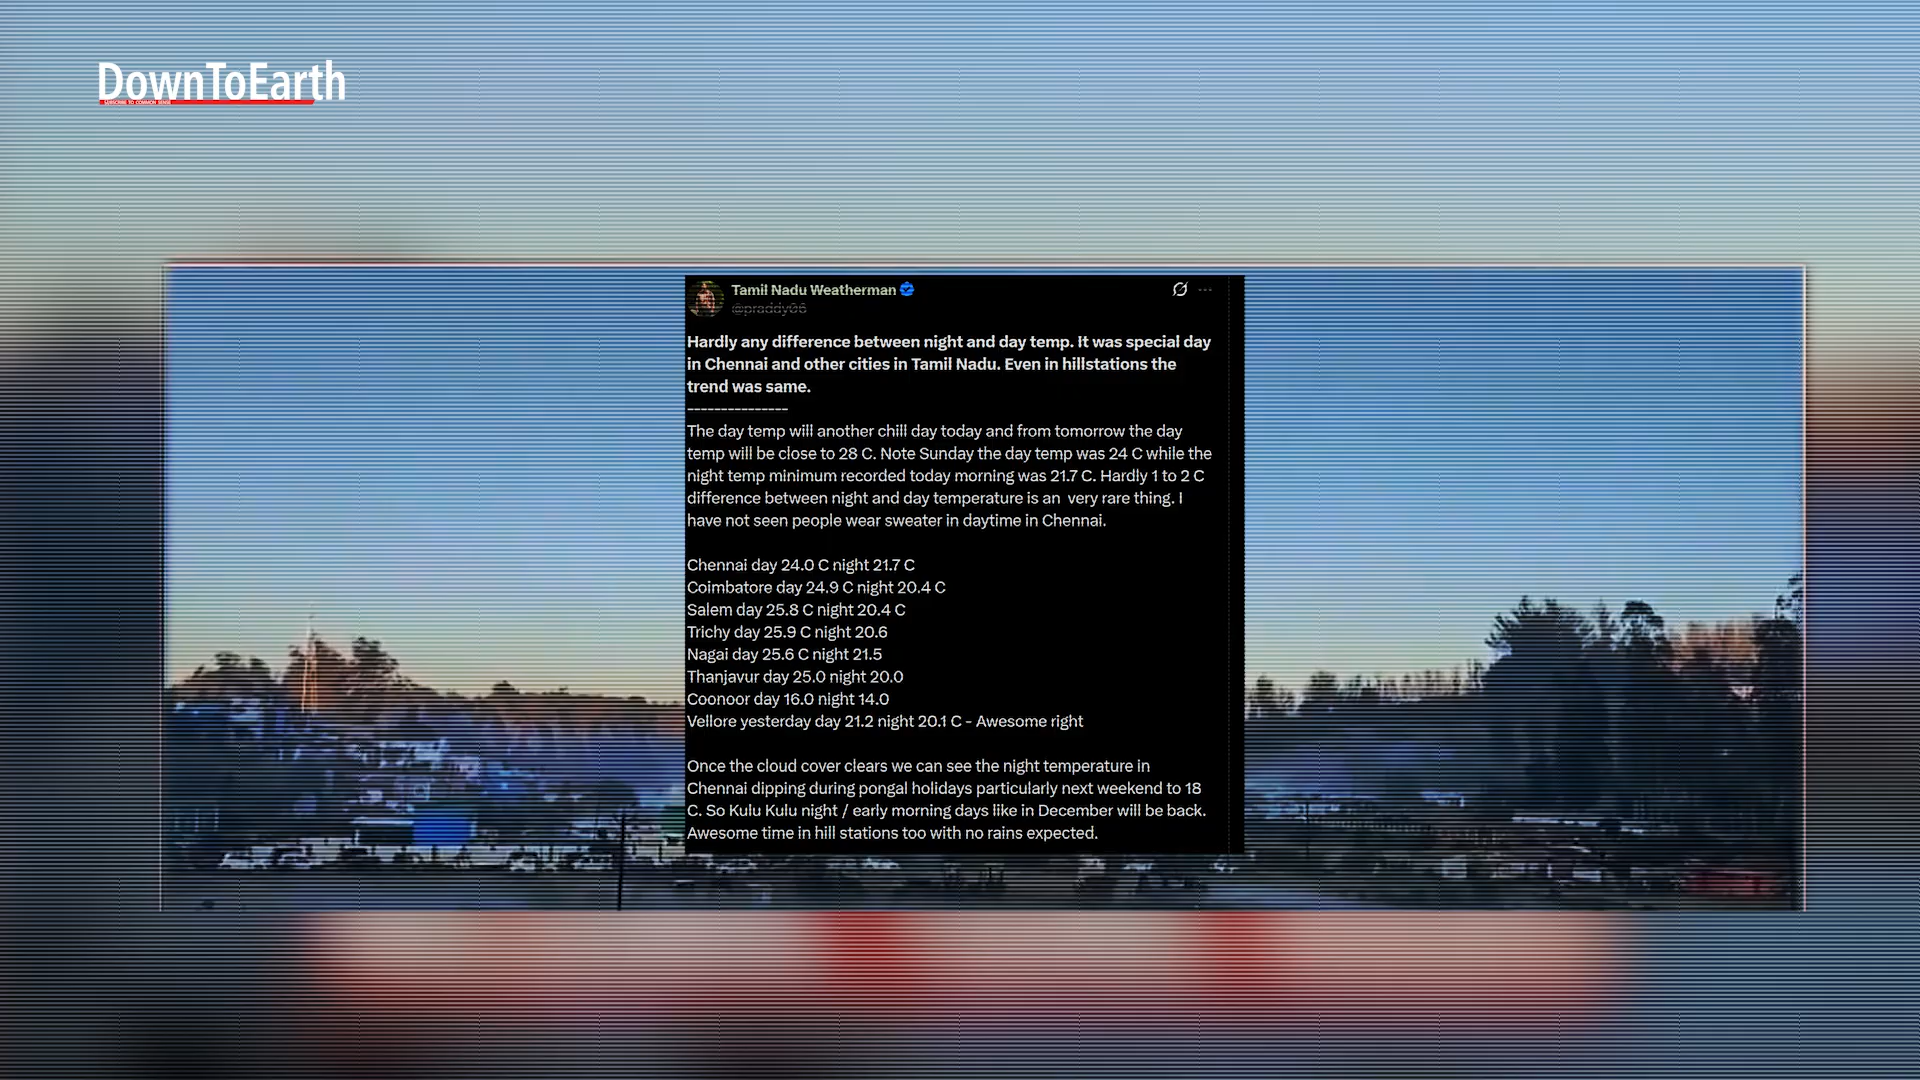 DownToEarth
SUBSCRIBE TO COMMON SENSE
Tamil Nadu Weatherman
@praddy06
Hardly any difference between night and day temp. It was special day
in Chennai and other cities in Tamil Nadu. Even in hillstations the
trend was same.
---------------
The day temp will another chill day today and from tomorrow the day
temp will be close to 28 C. Note Sunday the day temp was 24 C while the
night temp minimum recorded today morning was 21.7 C. Hardly 1 to 2 C
difference between night and day temperature is an very rare thing. I
have not seen people wear sweater in daytime in Chennai.
Chennai day 24.0 C night 21.7 C
Coimbatore day 24.9 C night 20.4 C
Salem day 25.8 C night 20.4 C
Trichy day 25.9 C night 20.6
Nagai day 25.6 C night 21.5
Thanjavur day 25.0 night 20.0
Coonoor day 16.0 night 14.0
Vellore yesterday day 21.2 night 20.1 C - Awesome right
Once the cloud cover clears we can see the night temperature in
Chennai dipping during pongal holidays particularly next weekend to 18
C. So Kulu Kulu night / early morning days like in December will be back.
Awesome time in hill stations too with no rains expected.